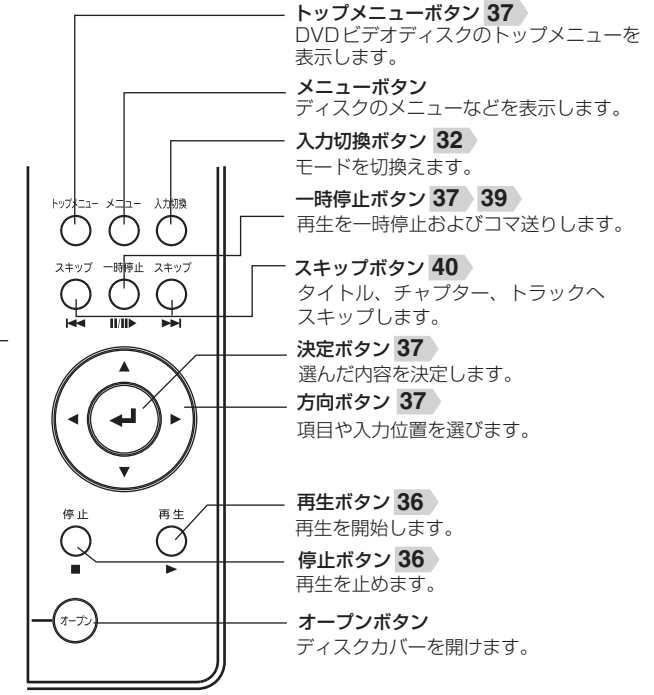 トップメニューボタン 37
DVDビデオディスクのトップメニューを
表示します。
メニューボタン
ディスクのメニューなどを表示します。
入力切換ボタン 32
モードを切換えます。
一時停止ボタン 37 39
再生を一時停止およびコマ送りします。
スキップボタン 40
タイトル、チャプター、トラックへ
スキップします。
決定ボタン 37
選んだ内容を決定します。
方向ボタン 37
項目や入力位置を選びます。
再生ボタン 36
再生を開始します。
停止ボタン 36
再生を止めます。
オープンボタン
ディスクカバーを開けます。
トップメニュー メニュー 入力切換
スキップ 一時停止 スキップ
停止 再生
オープン